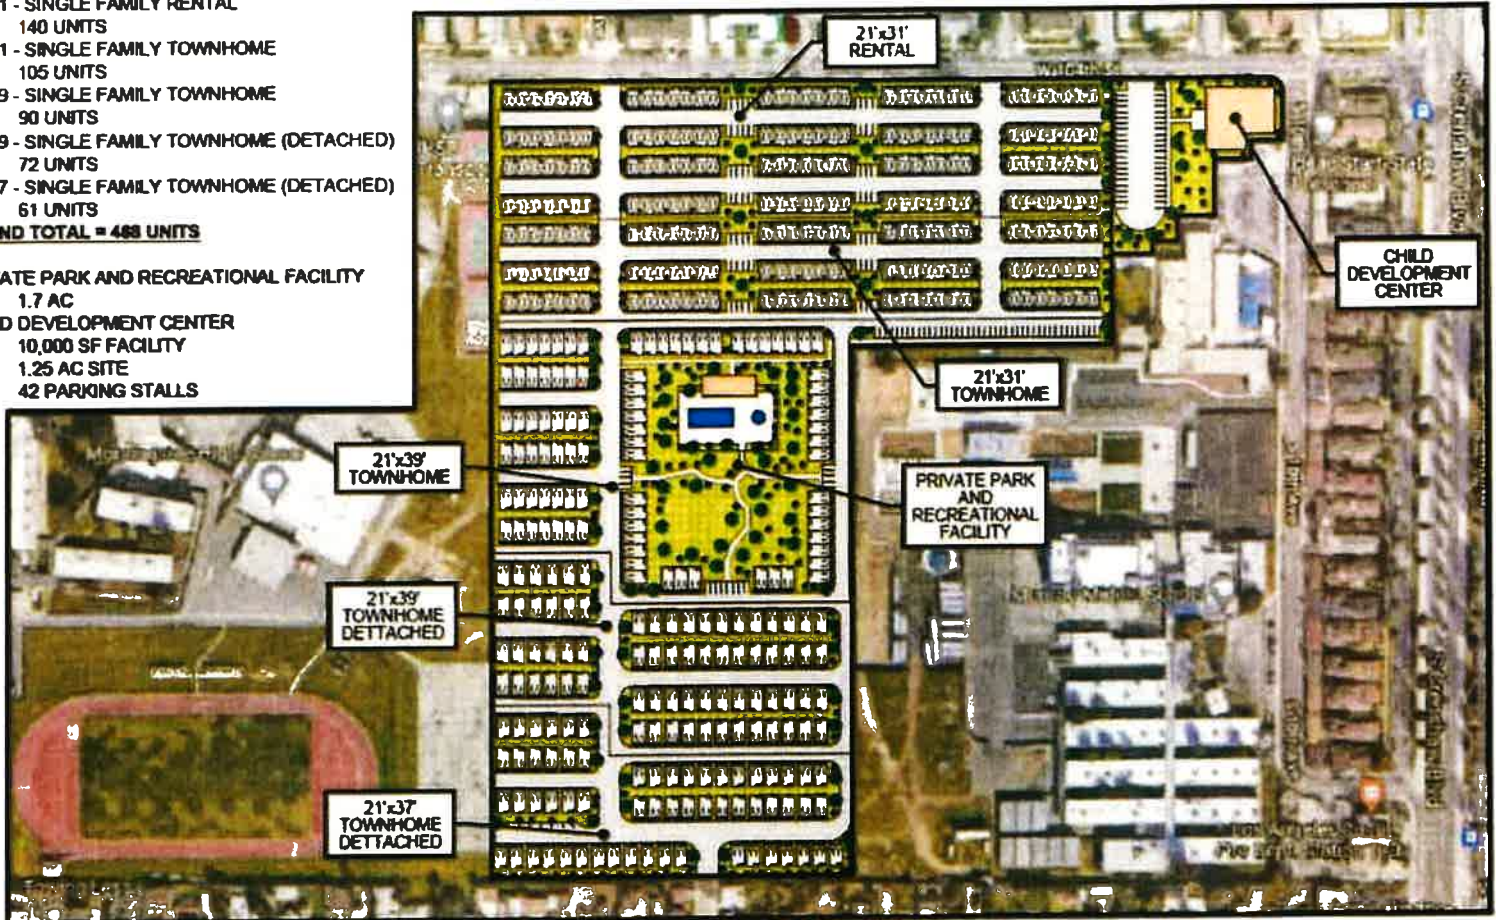 1 - SINGLE FAMILY RENTAL
140 UNITS
1 - SINGLE FAMILY TOWNHOME
105 UNITS
9 - SINGLE FAMILY TOWNHOME
90 UNITS
9 - SINGLE FAMILY TOWNHOME (DETACHED)
72 UNITS
7 - SINGLE FAMILY TOWNHOME (DETACHED)
61 UNITS
ND TOTAL = 468 UNITS
ATE PARK AND RECREATIONAL FACILITY
1.7 AC
D DEVELOPMENT CENTER
10,000 SF FACILITY
1.25 AC SITE
42 PARKING STALLS
21'x31'
RENTAL
CHILD
DEVELOPMENT
CENTER
21'x31'
TOWNHOME
21'x39'
TOWNHOME
PRIVATE PARK
AND
RECREATIONAL
FACILITY
21'x39'
TOWNHOME
DETTACHED
21'x37'
TOWNHOME
DETTACHED